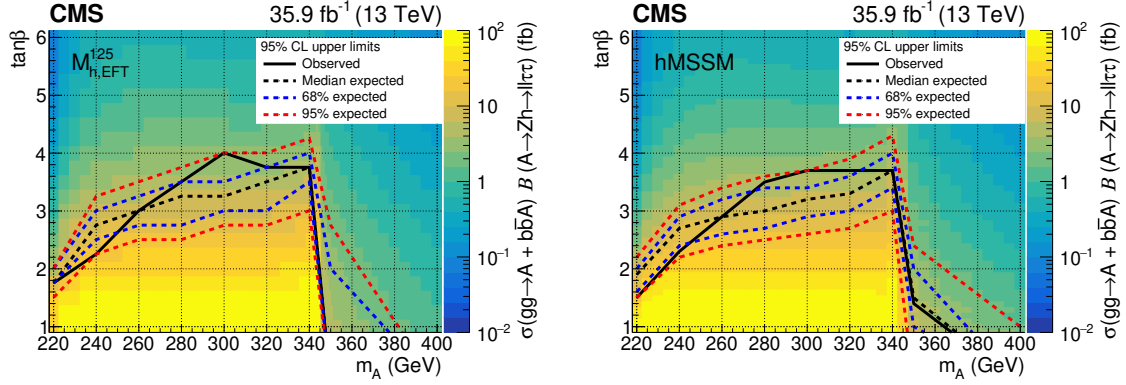 CMS 35.9 fb⁻¹ (13 TeV)
tanβ
6
5
4
3
2
1
M¹²⁵h,EFT
95% CL upper limits
Observed
Median expected
68% expected
95% expected
220 240 260 280 300 320 340 360 380 400
m_A (GeV)
10²
10
1
10⁻¹
10⁻²
σ(gg→A + bb̄A) B (A→Zh→llττ) (fb)
CMS 35.9 fb⁻¹ (13 TeV)
tanβ
6
5
4
3
2
1
hMSSM
95% CL upper limits
Observed
Median expected
68% expected
95% expected
220 240 260 280 300 320 340 360 380 400
m_A (GeV)
10²
10
1
10⁻¹
10⁻²
σ(gg→A + bb̄A) B (A→Zh→llττ) (fb)